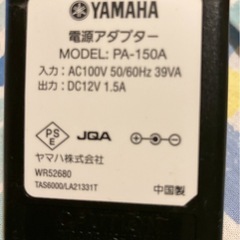 YAMAHA
電源アダプター
MODEL: PA-150A
入力：AC100V 50/60Hz 39VA
出力：DC12V 1.5A
PSE JQA
ヤマハ株式会社
WR52680
TAS6000/LA21331T 中国製